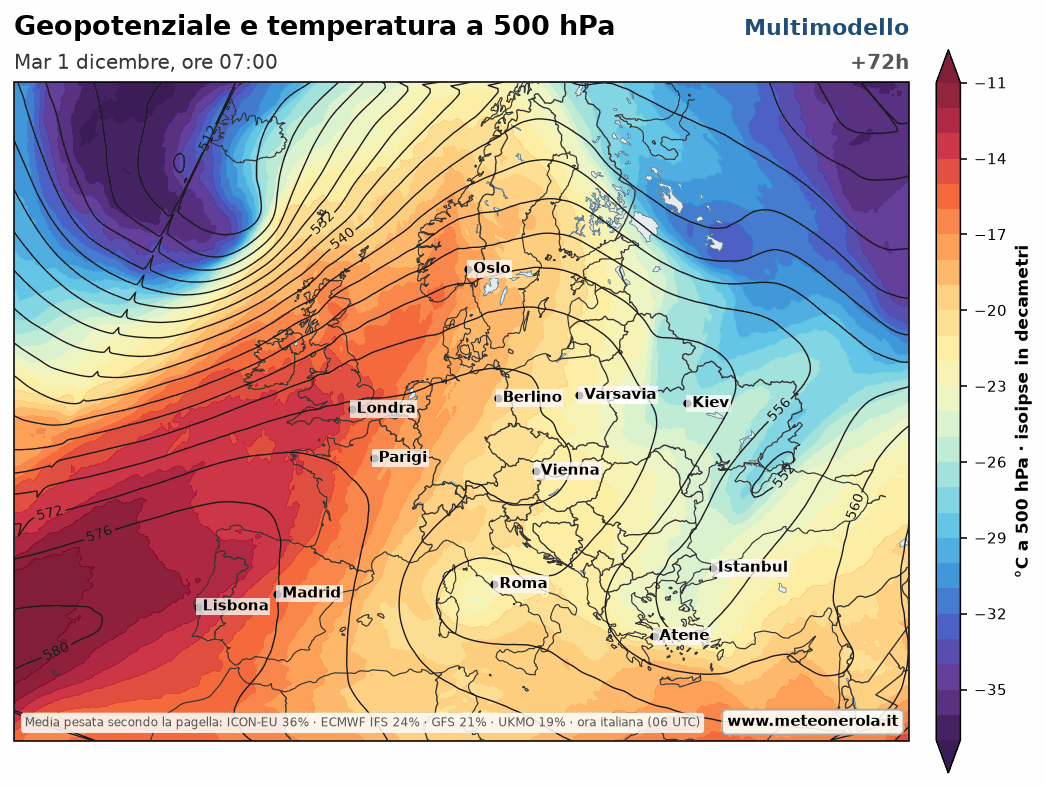 Geopotenziale e temperatura a 500 hPa
Multimodello
Mar 1 dicembre, ore 07:00
+72h
512
532
540
Oslo
Londra
Berlino
Varsavia
Kiev
556
Parigi
Vienna
552
572
576
560
Istanbul
Lisbona
Madrid
Roma
Atene
580
Media pesata secondo la pagella: ICON-EU 36% · ECMWF IFS 24% · GFS 21% · UKMO 19% · ora italiana (06 UTC)
www.meteonerola.it
−11
−14
−17
−20
−23
−26
−29
−32
−35
°C a 500 hPa · isoipse in decametri